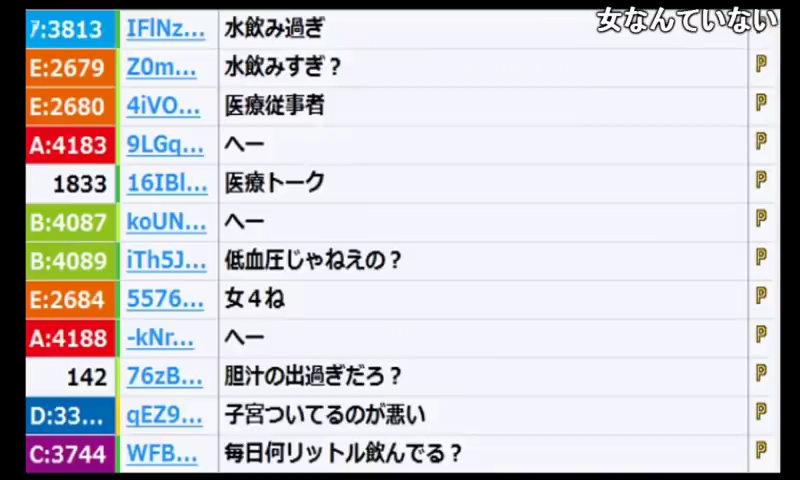 女なんていない
ｱ:3813 IFlNz... 水飲み過ぎ
E:2679 Z0m... 水飲みすぎ？ P
E:2680 4iVO... 医療従事者 P
A:4183 9LGq... へー P
1833 16IBl... 医療トーク P
B:4087 koUN... へー P
B:4089 iTh5J... 低血圧じゃねえの？ P
E:2684 5576... 女４ね P
A:4188 -kNr... へー P
142 76zB... 胆汁の出過ぎだろ？ P
D:33... qEZ9... 子宮ついてるのが悪い P
C:3744 WFB... 毎日何リットル飲んでる？ P